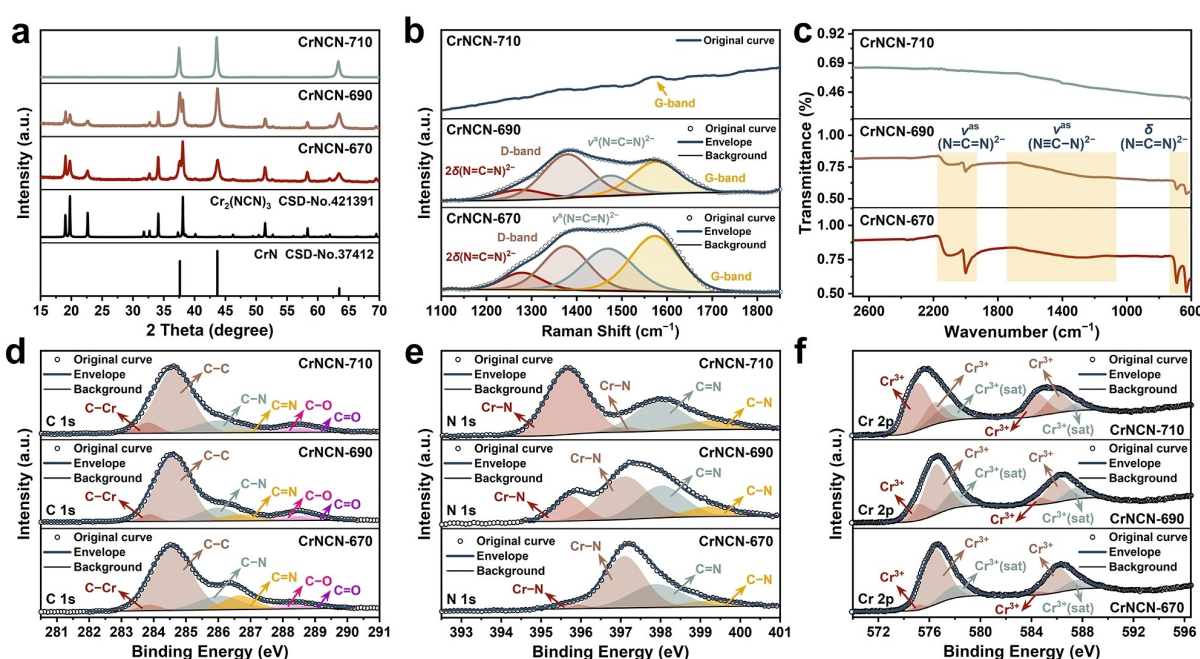 a
CrNCN-710
CrNCN-690
CrNCN-670
Cr₂(NCN)₃ CSD-No.421391
CrN CSD-No.37412
Intensity (a.u.)
15 20 25 30 35 40 45 50 55 60 65 70
2 Theta (degree)
b
CrNCN-710
Original curve
G-band
CrNCN-690
Original curve
Envelope
Background
D-band
νˢ(N=C=N)²⁻
2δ(N=C=N)²⁻
G-band
CrNCN-670
Original curve
Envelope
Background
νˢ(N=C=N)²⁻
D-band
2δ(N=C=N)²⁻
G-band
Intensity (a.u.)
1100 1200 1300 1400 1500 1600 1700 1800
Raman Shift (cm⁻¹)
c
0.92
0.69
0.46
CrNCN-710
1.00
0.75
0.50
CrNCN-690
νᵃˢ
(N=C=N)²⁻
νᵃˢ
(N≡C−N)²⁻
δ
(N=C=N)²⁻
1.00
0.75
0.50
CrNCN-670
Transmittance (%)
2600 2200 1800 1400 1000 600
Wavenumber (cm⁻¹)
d
Original curve
Envelope
Background
CrNCN-710
C−C
C−Cr
C−N
C=N
C−O
C=O
C 1s
Original curve
Envelope
Background
CrNCN-690
C−C
C−Cr
C−N
C=N
C−O
C=O
C 1s
Original curve
Envelope
Background
CrNCN-670
C−C
C−Cr
C−N
C=N
C−O
C=O
C 1s
Intensity (a.u.)
281 282 283 284 285 286 287 288 289 290 291
Binding Energy (eV)
e
Original curve
Envelope
Background
CrNCN-710
Cr−N
Cr−N
C=N
C−N
N 1s
Original curve
Envelope
Background
CrNCN-690
Cr−N
Cr−N
C=N
C−N
N 1s
Original curve
Envelope
Background
CrNCN-670
Cr−N
Cr−N
C=N
C−N
N 1s
Intensity (a.u.)
393 394 395 396 397 398 399 400 401
Binding Energy (eV)
f
Original curve
Envelope
Background
Cr³⁺
Cr³⁺
Cr³⁺(sat)
Cr³⁺
Cr³⁺
Cr³⁺(sat)
Cr 2p
CrNCN-710
Original curve
Envelope
Background
Cr³⁺
Cr³⁺
Cr³⁺(sat)
Cr³⁺
Cr³⁺
Cr³⁺(sat)
Cr 2p
CrNCN-690
Original curve
Envelope
Background
Cr³⁺
Cr³⁺
Cr³⁺(sat)
Cr³⁺
Cr³⁺
Cr³⁺(sat)
Cr 2p
CrNCN-670
Intensity (a.u.)
572 576 580 584 588 592 596
Binding Energy (eV)